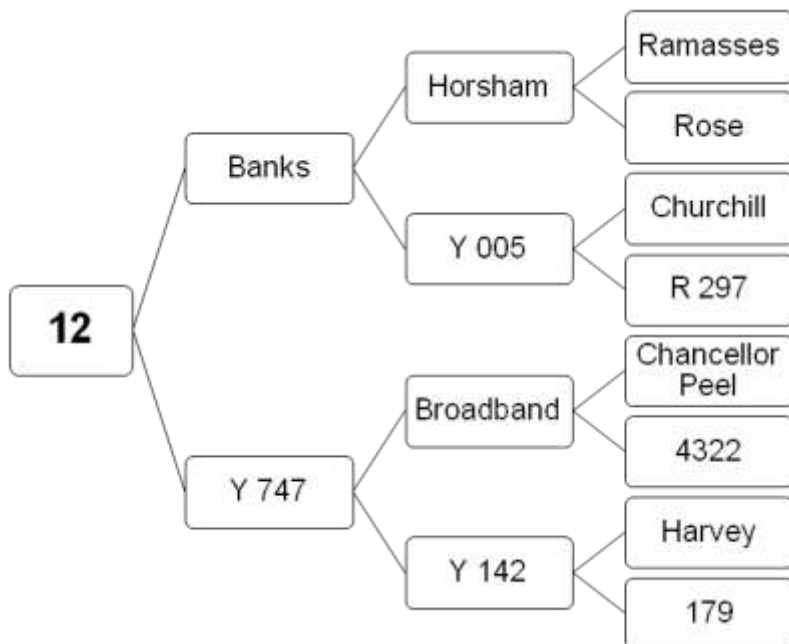 Ramasses
Horsham
Rose
Banks
Churchill
Y 005
R 297
12
Chancellor
Peel
Broadband
4322
Y 747
Harvey
Y 142
179